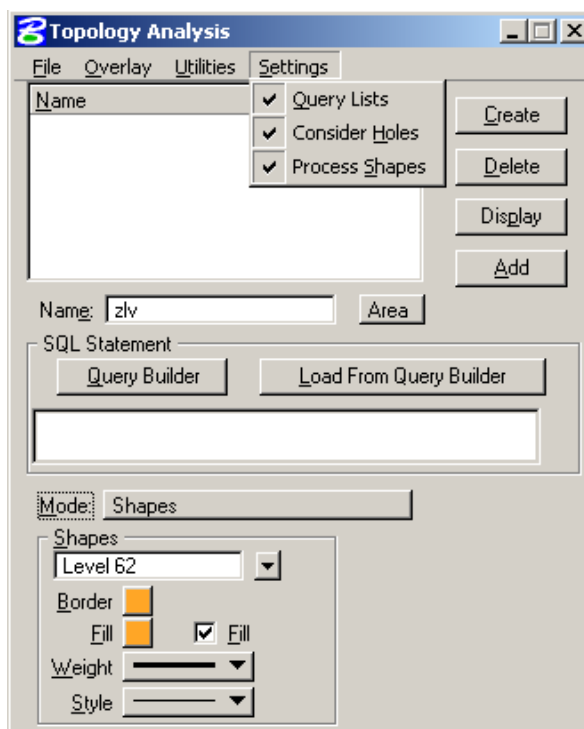 Topology Analysis
File Overlay Utilities Settings
Name
Query Lists
Consider Holes
Process Shapes
Create
Delete
Display
Add
Name: zlv Area
SQL Statement
Query Builder Load From Query Builder
Mode: Shapes
Shapes
Level 62
Border
Fill Fill
Weight
Style